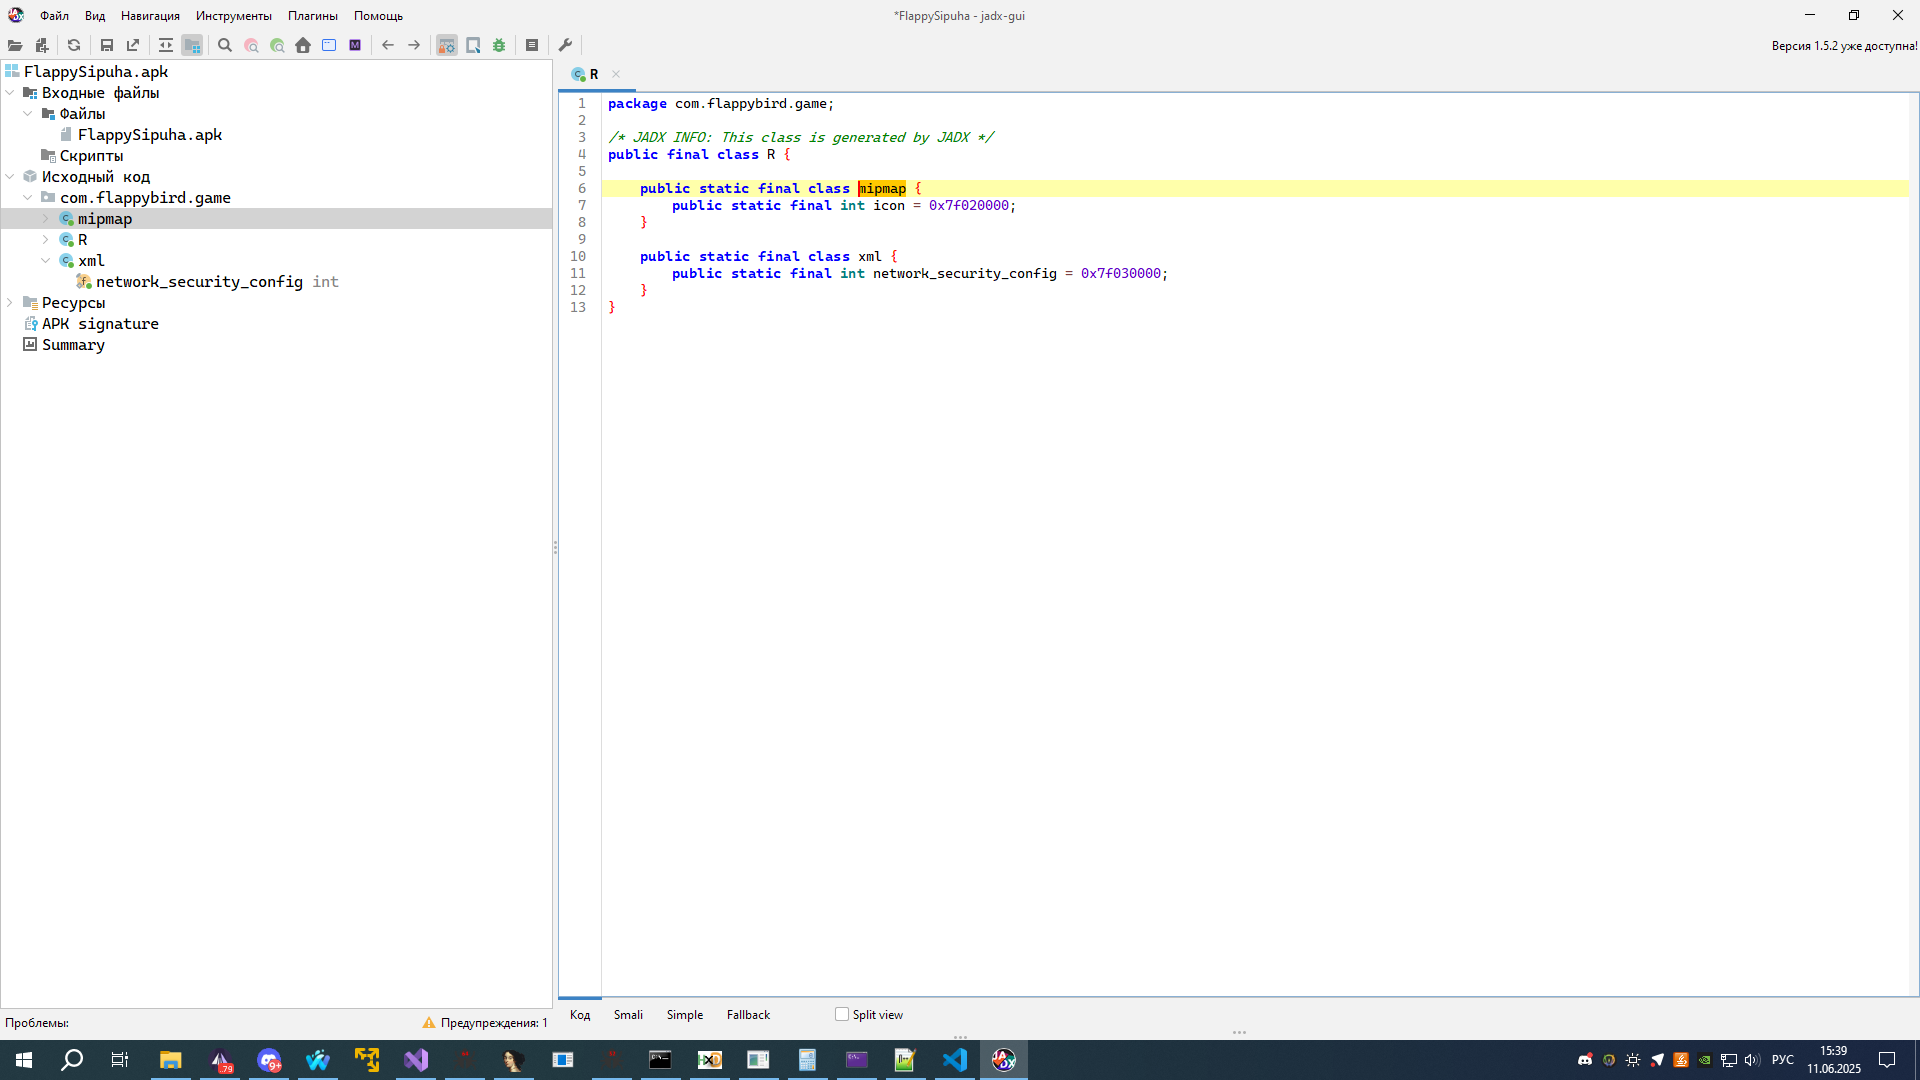 Файл Вид Навигация Инструменты Плагины Помощь
*FlappySipuha - jadx-gui
Версия 1.5.2 уже доступна!
FlappySipuha.apk
Входные файлы
Файлы
FlappySipuha.apk
Скрипты
Исходный код
com.flappybird.game
mipmap
R
xml
network_security_config int
Ресурсы
APK signature
Summary
R
1 package com.flappybird.game;
2
3 /* JADX INFO: This class is generated by JADX */
4 public final class R {
5
6 public static final class mipmap {
7 public static final int icon = 0x7f020000;
8 }
9
10 public static final class xml {
11 public static final int network_security_config = 0x7f030000;
12 }
13 }
Проблемы: Предупреждения: 1
Код Smali Simple Fallback Split view
79
9+
РУС
15:39
11.06.2025